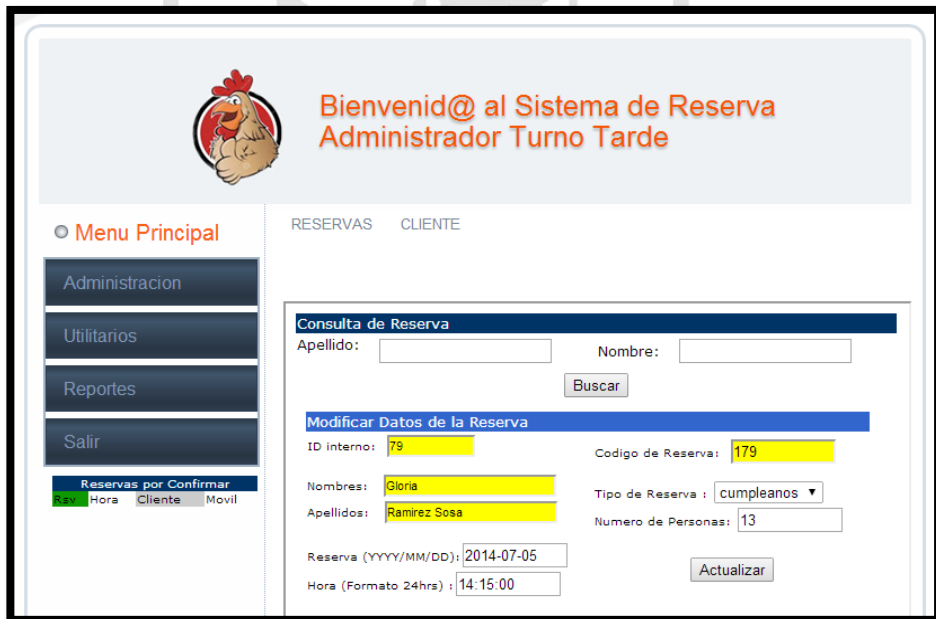 Bienvenid@ al Sistema de Reserva
Administrador Turno Tarde
Menu Principal
Administracion
Utilitarios
Reportes
Salir
Reservas por Confirmar
Rsv Hora Cliente Movil
RESERVAS CLIENTE
Consulta de Reserva
Apellido: Nombre:
Buscar
Modificar Datos de la Reserva
ID interno: 79 Codigo de Reserva: 179
Nombres: Gloria Tipo de Reserva : cumpleanos
Apellidos: Ramirez Sosa Numero de Personas: 13
Reserva (YYYY/MM/DD): 2014-07-05
Hora (Formato 24hrs) : 14:15:00
Actualizar